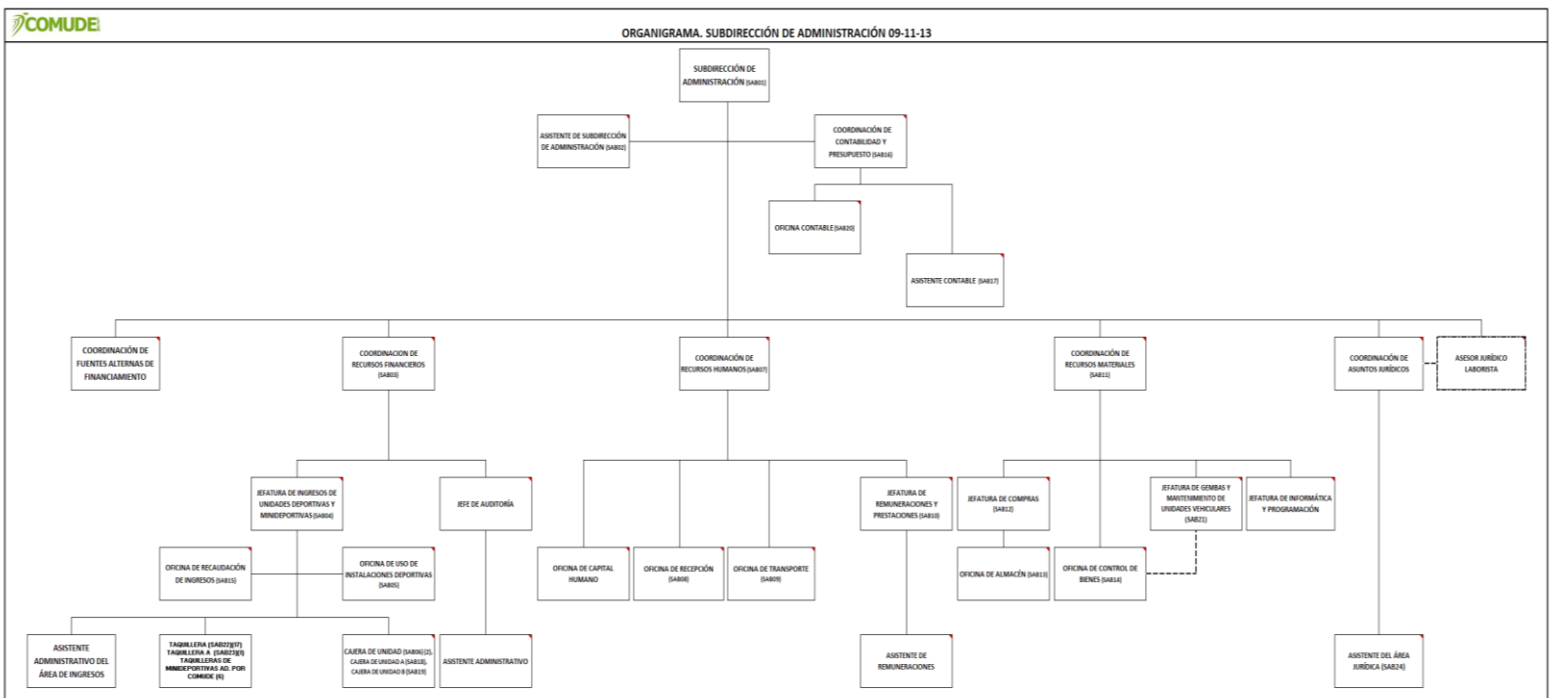 COMUDE
ORGANIGRAMA. SUBDIRECCIÓN DE ADMINISTRACIÓN 09-11-13
SUBDIRECCIÓN DE
ADMINISTRACIÓN (SAB01)
ASISTENTE DE SUBDIRECCIÓN
DE ADMINISTRACIÓN (SAB02)
COORDINACIÓN DE
CONTABILIDAD Y
PRESUPUESTO (SAB16)
OFICINA CONTABLE (SAB20)
ASISTENTE CONTABLE (SAB17)
COORDINACIÓN DE
FUENTES ALTERNAS DE
FINANCIAMIENTO
COORDINACION DE
RECURSOS FINANCIEROS
(SAB03)
COORDINACIÓN DE
RECURSOS HUMANOS (SAB07)
COORDINACIÓN DE
RECURSOS MATERIALES
(SAB11)
COORDINACIÓN DE
ASUNTOS JURÍDICOS
ASESOR JURÍDICO
LABORISTA
JEFATURA DE INGRESOS DE
UNIDADES DEPORTIVAS Y
MINIDEPORTIVAS (SAB04)
JEFE DE AUDITORÍA
JEFATURA DE
REMUNERACIONES Y
PRESTACIONES (SAB10)
JEFATURA DE COMPRAS
(SAB12)
JEFATURA DE GEMBAS Y
MANTENIMIENTO DE
UNIDADES VEHICULARES
(SAB21)
JEFATURA DE INFORMÁTICA
Y PROGRAMACIÓN
OFICINA DE RECAUDACIÓN
DE INGRESOS (SAB15)
OFICINA DE USO DE
INSTALACIONES DEPORTIVAS
(SAB05)
OFICINA DE CAPITAL
HUMANO
OFICINA DE RECEPCIÓN
(SAB08)
OFICINA DE TRANSPORTE
(SAB09)
OFICINA DE ALMACÉN (SAB13)
OFICINA DE CONTROL DE
BIENES (SAB14)
ASISTENTE
ADMINISTRATIVO DEL
ÁREA DE INGRESOS
TAQUILLERA (SAB22)(17)
TAQUILLERA A (SAB23)(1)
TAQUILLERAS DE
MINIDEPORTIVAS AD. POR
COMUDE (6)
CAJERA DE UNIDAD (SAB06) (2),
CAJERA DE UNIDAD A (SAB18),
CAJERA DE UNIDAD B (SAB19)
ASISTENTE ADMINISTRATIVO
ASISTENTE DE
REMUNERACIONES
ASISTENTE DEL ÁREA
JURÍDICA (SAB24)